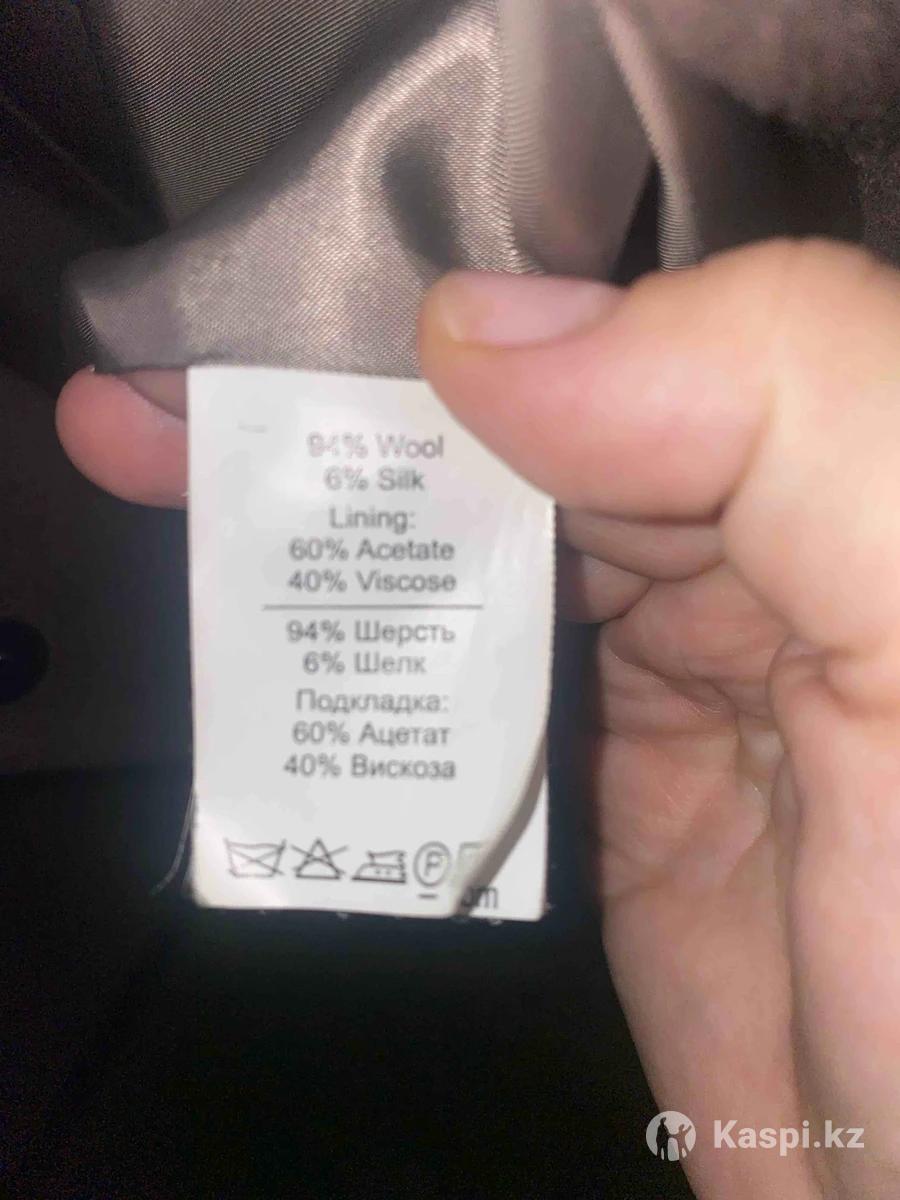 94% Wool
6% Silk
Lining:
60% Acetate
40% Viscose
94% Шерсть
6% Шелк
Подкладка:
60% Ацетат
40% Вискоза
P
Kaspi.kz